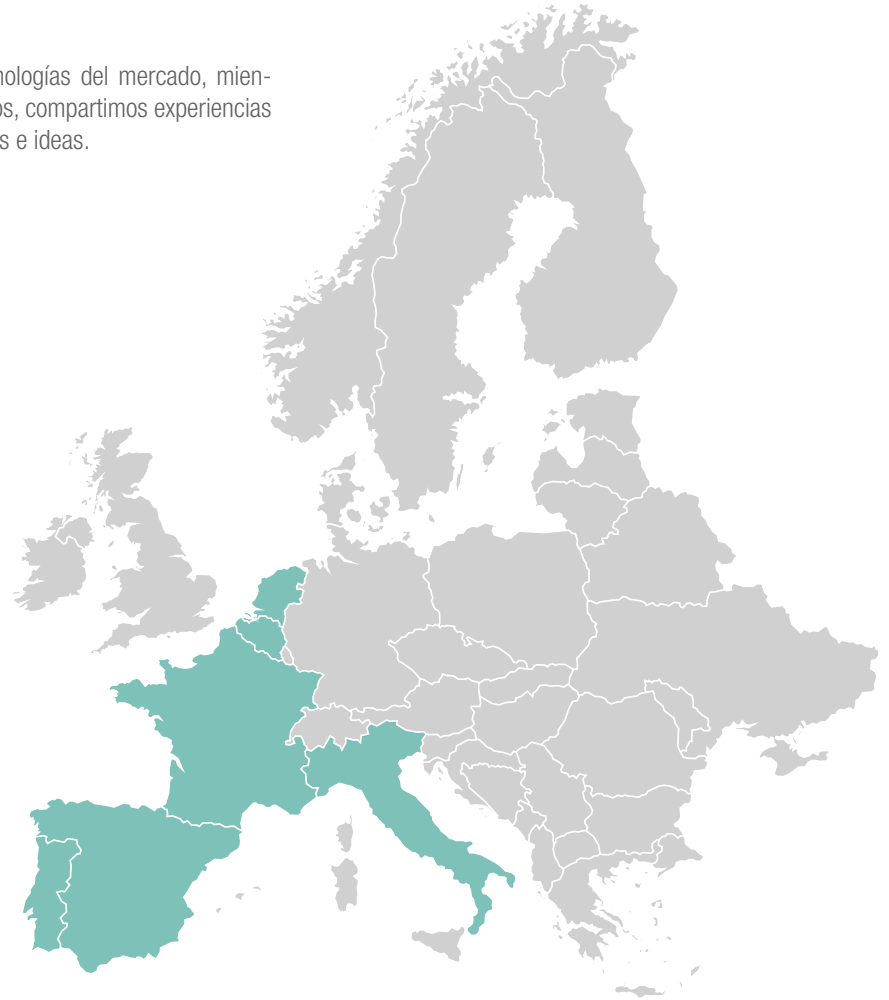 nologías del mercado, mien-
os, compartimos experiencias
s e ideas.